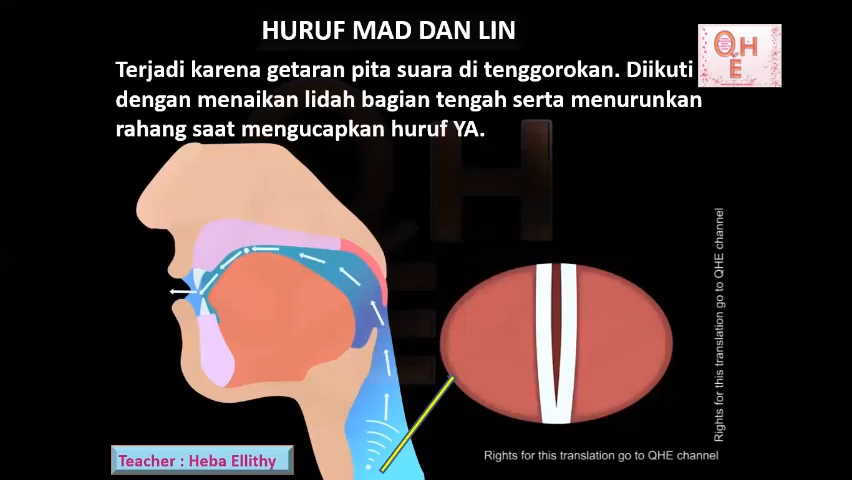 HURUF MAD DAN LIN
Terjadi karena getaran pita suara di tenggorokan. Diikuti
dengan menaikan lidah bagian tengah serta menurunkan
rahang saat mengucapkan huruf YA.
QHE
Rights for this translation go to QHE channel
Rights for this translation go to QHE channel
Teacher : Heba Ellithy